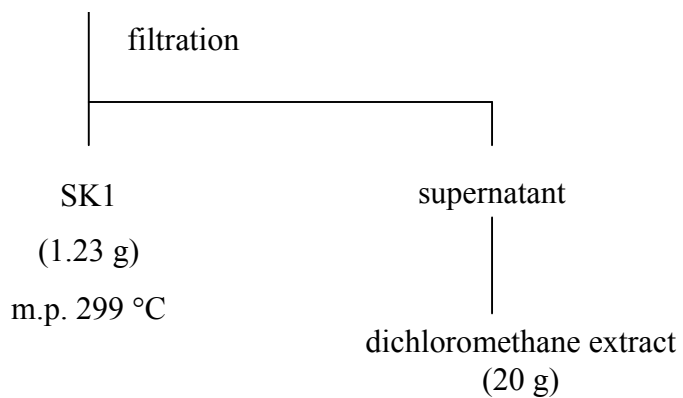 filtration
SK1
(1.23 g)
m.p. 299 °C
supernatant
dichloromethane extract
(20 g)